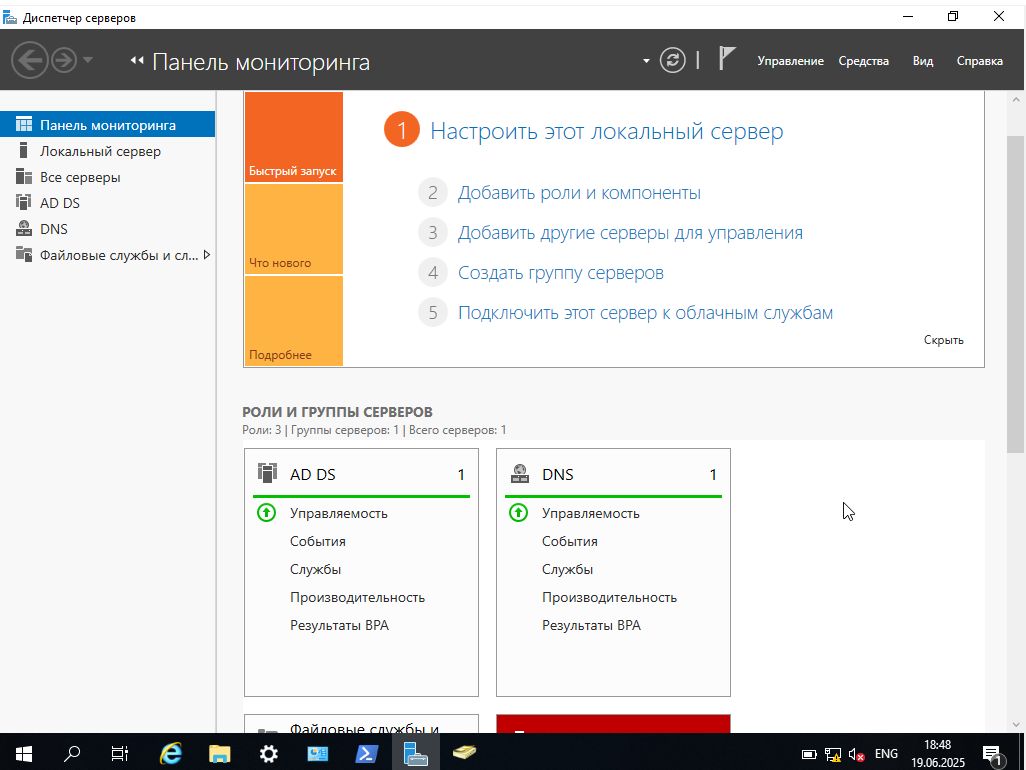 Диспетчер серверов
Панель мониторинга
Управление Средства Вид Справка
Панель мониторинга
Локальный сервер
Все серверы
AD DS
DNS
Файловые службы и сл...
Быстрый запуск
Что нового
Подробнее
1 Настроить этот локальный сервер
2 Добавить роли и компоненты
3 Добавить другие серверы для управления
4 Создать группу серверов
5 Подключить этот сервер к облачным службам
Скрыть
РОЛИ И ГРУППЫ СЕРВЕРОВ
Роли: 3 | Группы серверов: 1 | Всего серверов: 1
AD DS 1
Управляемость
События
Службы
Производительность
Результаты BPA
DNS 1
Управляемость
События
Службы
Производительность
Результаты BPA
Файловые службы и
ENG
18:48
19.06.2025
1